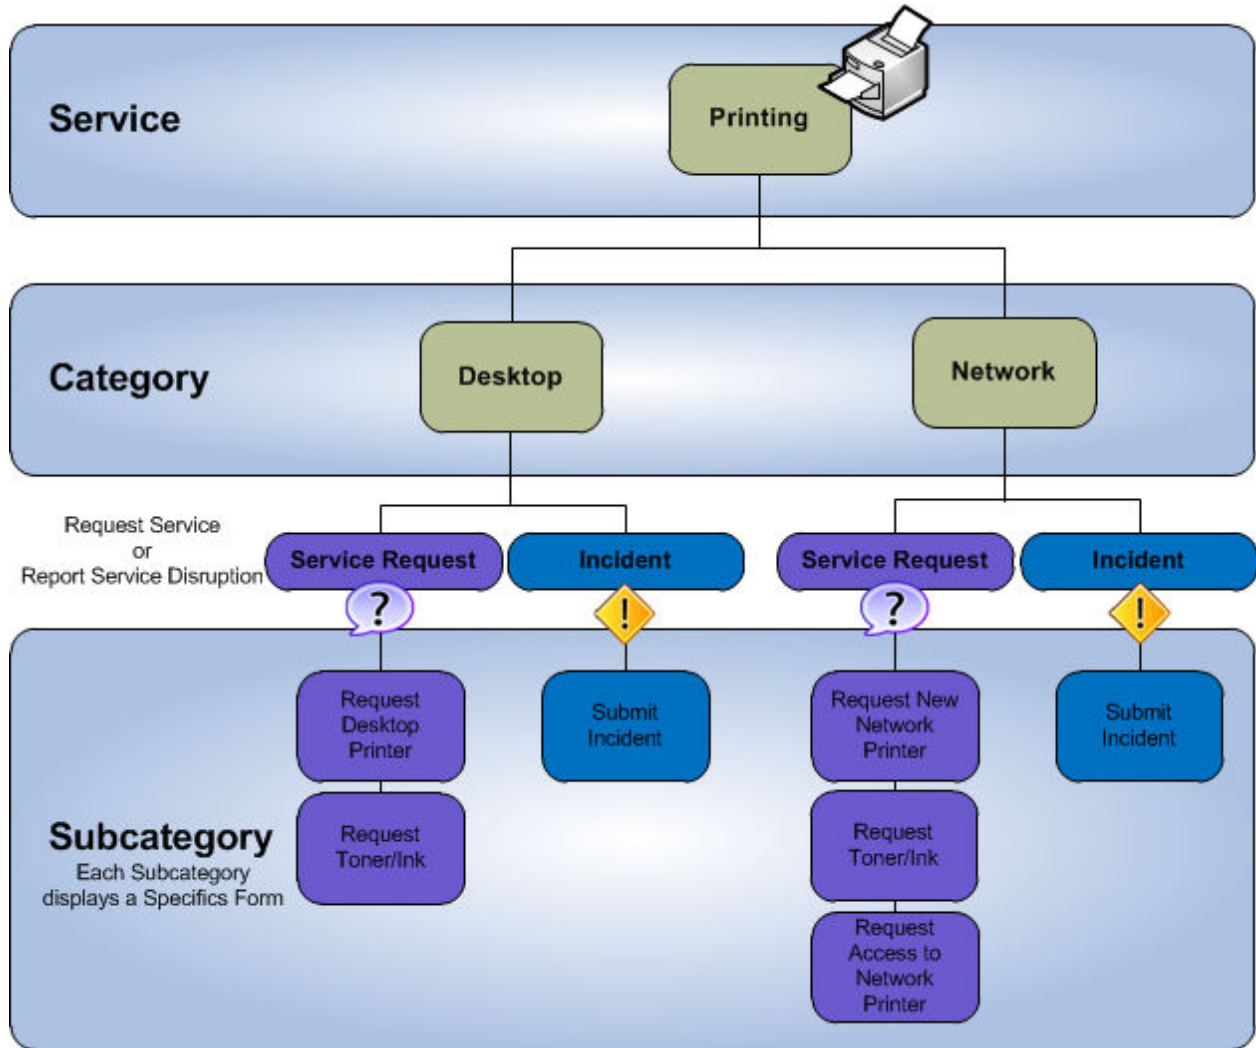 Service
Printing
Category
Desktop
Network
Request Service
or
Report Service Disruption
Service Request
Incident
Service Request
Incident
?
!
?
!
Subcategory
Each Subcategory
displays a Specifics Form
Request
Desktop
Printer
Request
Toner/Ink
Submit
Incident
Request New
Network
Printer
Request
Toner/Ink
Request
Access to
Network
Printer
Submit
Incident